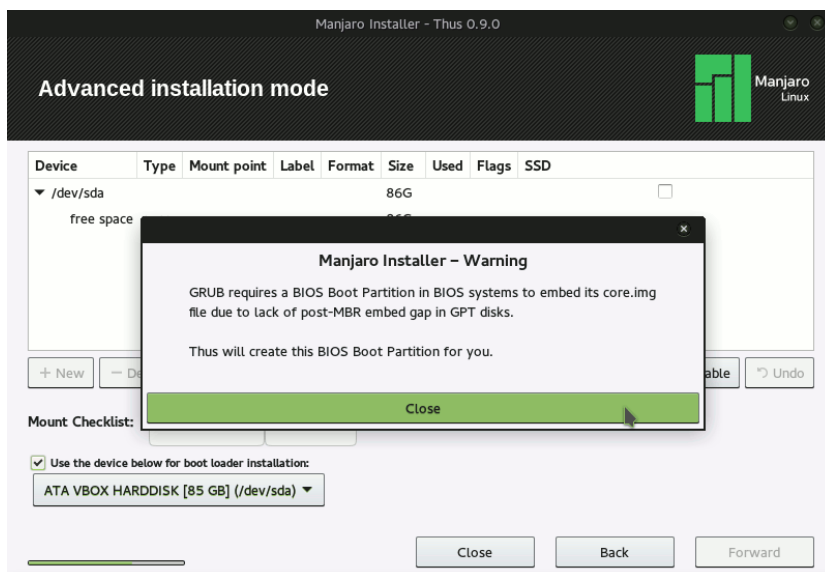 Manjaro Installer - Thus 0.9.0
Advanced installation mode
Manjaro
Linux
Device Type Mount point Label Format Size Used Flags SSD
/dev/sda 86G
free space
Manjaro Installer – Warning
GRUB requires a BIOS Boot Partition in BIOS systems to embed its core.img
file due to lack of post-MBR embed gap in GPT disks.
Thus will create this BIOS Boot Partition for you.
+ New — De able Undo
Close
Mount Checklist:
Use the device below for boot loader installation:
ATA VBOX HARDDISK [85 GB] (/dev/sda)
Close Back Forward